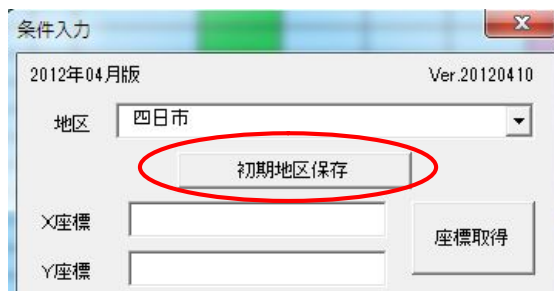 条件入力
2012年04月版 Ver.20120410
地区 四日市
初期地区保存
X座標
座標取得
Y座標